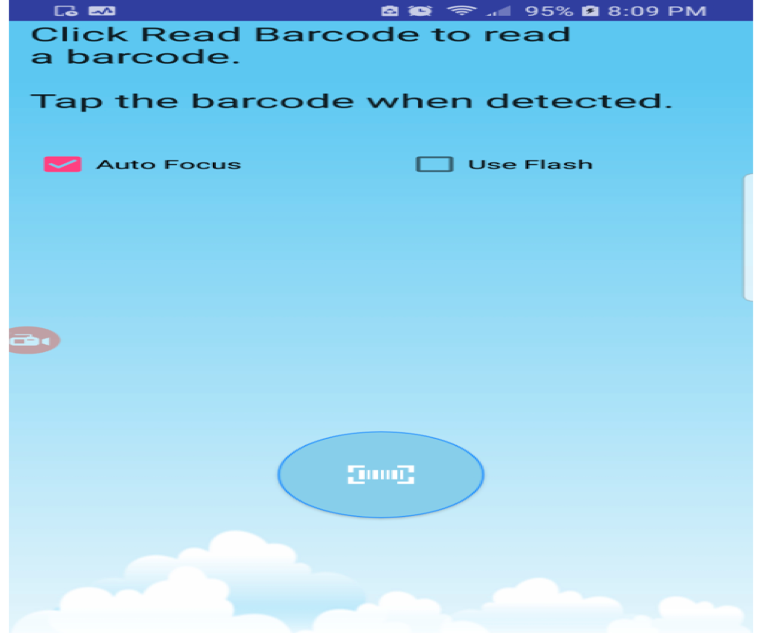 95% 8:09 PM
Click Read Barcode to read
a barcode.
Tap the barcode when detected.
Auto Focus
Use Flash